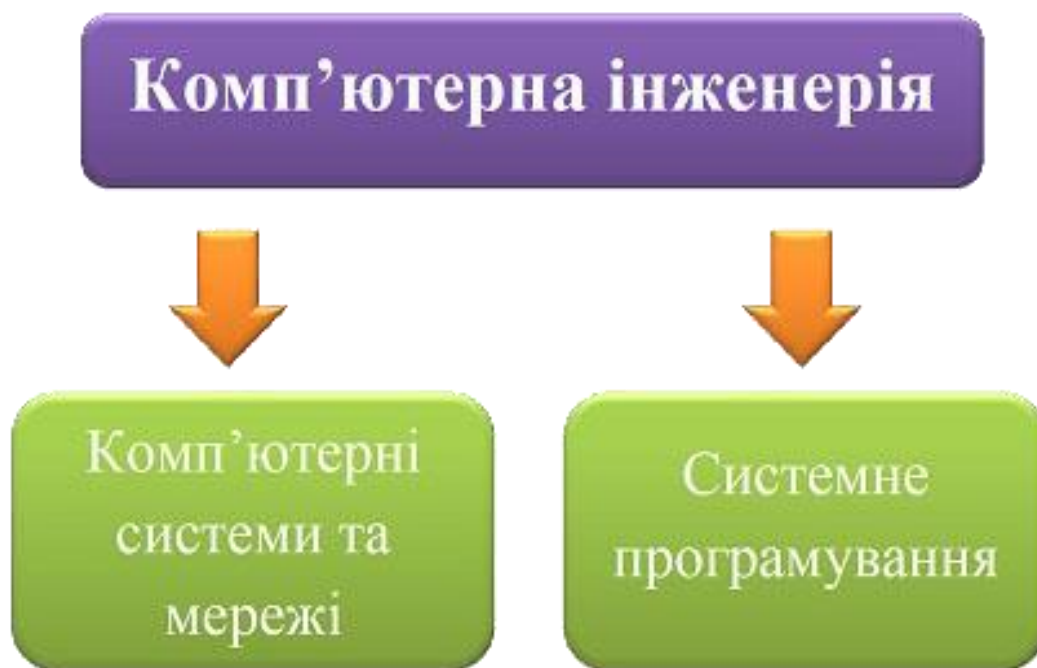 Комп’ютерна інженерія
Комп’ютерні
системи та
мережі
Системне
програмування